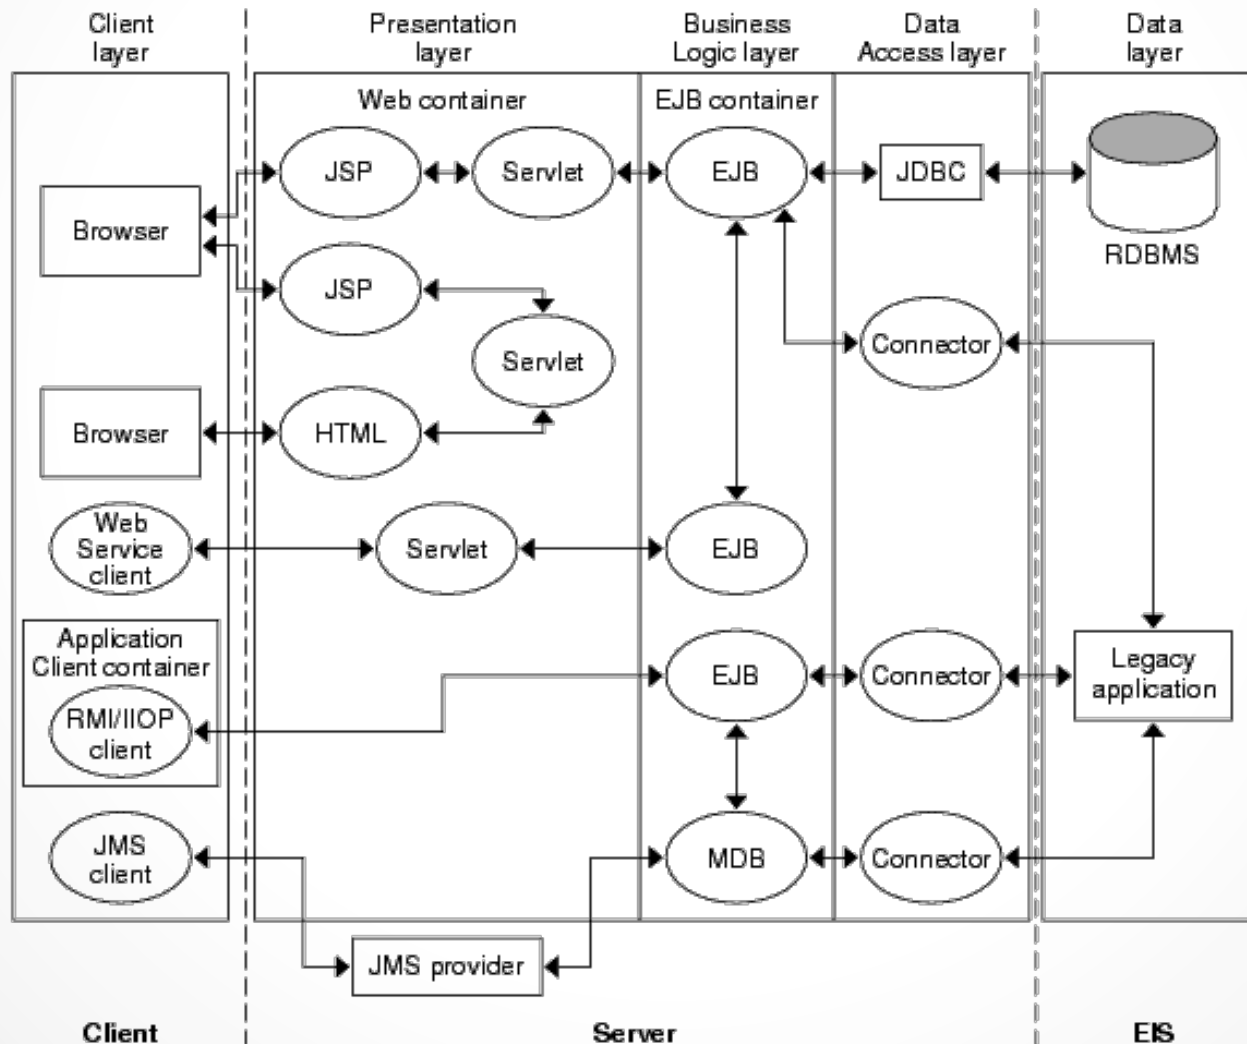 Client
layer
Presentation
layer
Business
Logic layer
Data
Access layer
Data
layer
Web container
EJB container
JSP
Servlet
EJB
JDBC
RDBMS
Browser
JSP
Servlet
Connector
Browser
HTML
Web
Service
client
Servlet
EJB
Application
Client container
RMI/IIOP
client
EJB
Connector
Legacy
application
JMS
client
MDB
Connector
JMS provider
Client
Server
EIS